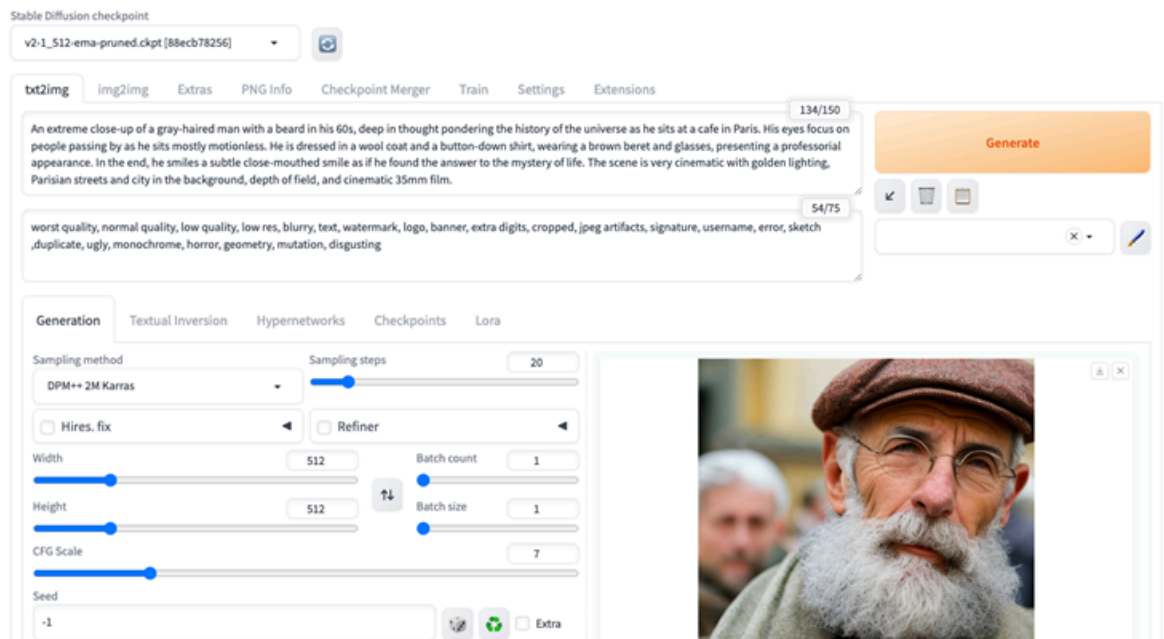 Stable Diffusion checkpoint
v2-1_512-ema-pruned.ckpt [88ecb78256]
txt2img img2img Extras PNG Info Checkpoint Merger Train Settings Extensions
134/150
An extreme close-up of a gray-haired man with a beard in his 60s, deep in thought pondering the history of the universe as he sits at a cafe in Paris. His eyes focus on
people passing by as he sits mostly motionless. He is dressed in a wool coat and a button-down shirt, wearing a brown beret and glasses, presenting a professorial
appearance. In the end, he smiles a subtle close-mouthed smile as if he found the answer to the mystery of life. The scene is very cinematic with golden lighting,
Parisian streets and city in the background, depth of field, and cinematic 35mm film.
Generate
54/75
worst quality, normal quality, low quality, low res, blurry, text, watermark, logo, banner, extra digits, cropped, jpeg artifacts, signature, username, error, sketch
,duplicate, ugly, monochrome, horror, geometry, mutation, disgusting
Generation Textual Inversion Hypernetworks Checkpoints Lora
Sampling method
DPM++ 2M Karras
Sampling steps
20
Hires. fix
Refiner
Width
512
Batch count
1
Height
512
Batch size
1
CFG Scale
7
Seed
-1
Extra